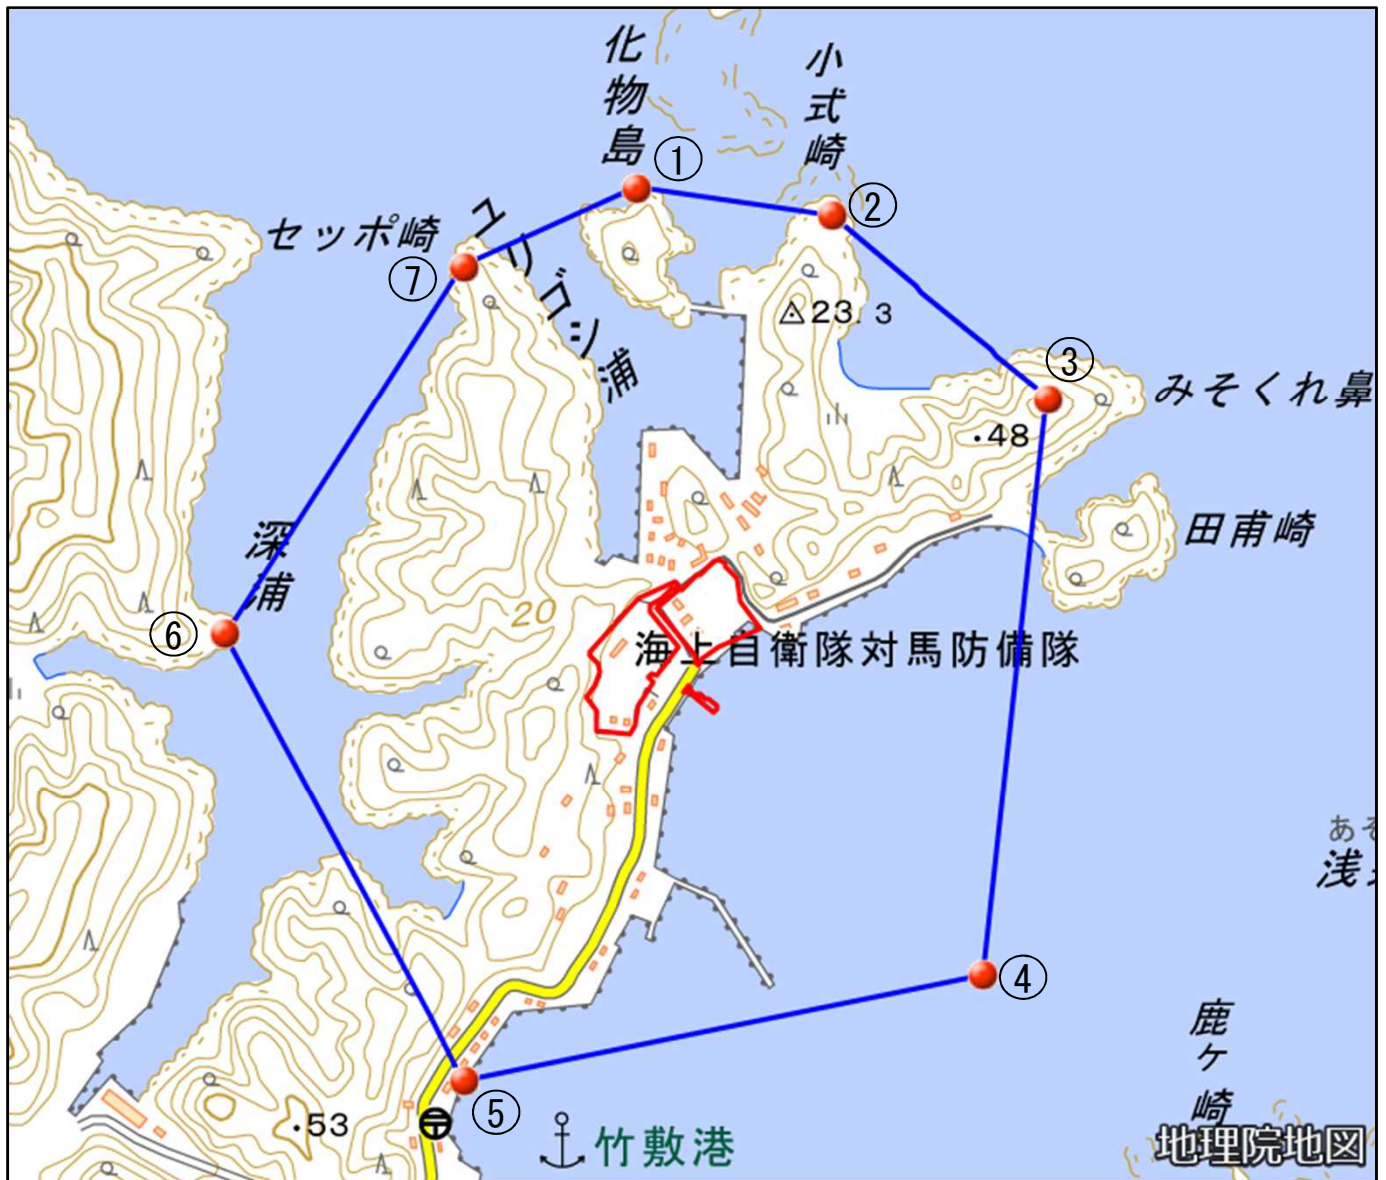 化物島
小式崎
①
②
セッポ崎
ユリゴシ浦
⑦
23.3
③
みそくれ鼻
48
田甫崎
深浦
20
⑥
海上自衛隊対馬防備隊
あそ
浅
④
鹿ヶ崎
⑤
53
竹敷港
地理院地図